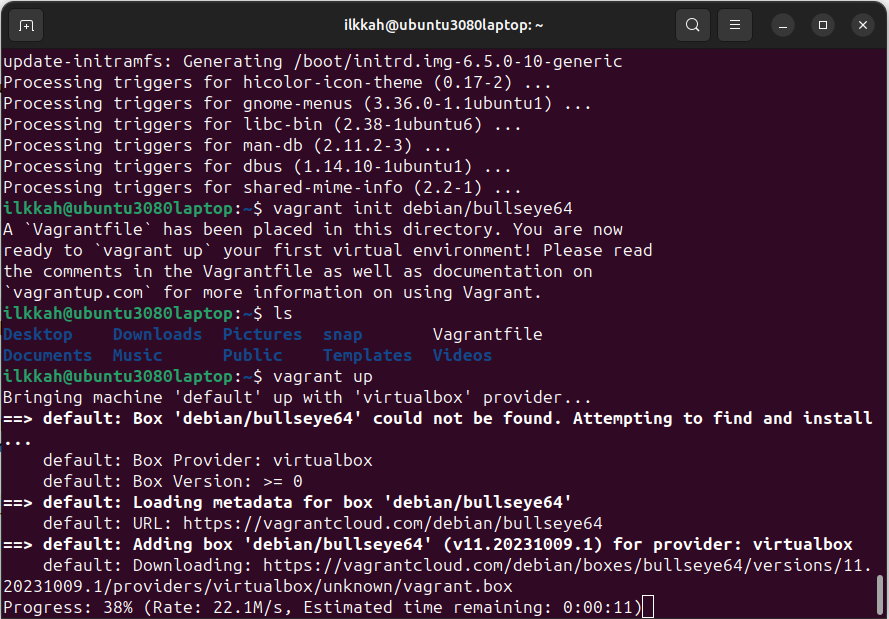 ilkkah@ubuntu3080laptop: ~
update-initramfs: Generating /boot/initrd.img-6.5.0-10-generic
Processing triggers for hicolor-icon-theme (0.17-2) ...
Processing triggers for gnome-menus (3.36.0-1.1ubuntu1) ...
Processing triggers for libc-bin (2.38-1ubuntu6) ...
Processing triggers for man-db (2.11.2-3) ...
Processing triggers for dbus (1.14.10-1ubuntu1) ...
Processing triggers for shared-mime-info (2.2-1) ...
ilkkah@ubuntu3080laptop:~$ vagrant init debian/bullseye64
A `Vagrantfile` has been placed in this directory. You are now
ready to `vagrant up` your first virtual environment! Please read
the comments in the Vagrantfile as well as documentation on
`vagrantup.com` for more information on using Vagrant.
ilkkah@ubuntu3080laptop:~$ ls
Desktop    Downloads  Pictures  snap       Vagrantfile
Documents  Music      Public    Templates  Videos
ilkkah@ubuntu3080laptop:~$ vagrant up
Bringing machine 'default' up with 'virtualbox' provider...
==> default: Box 'debian/bullseye64' could not be found. Attempting to find and install
...
    default: Box Provider: virtualbox
    default: Box Version: >= 0
==> default: Loading metadata for box 'debian/bullseye64'
    default: URL: https://vagrantcloud.com/debian/bullseye64
==> default: Adding box 'debian/bullseye64' (v11.20231009.1) for provider: virtualbox
    default: Downloading: https://vagrantcloud.com/debian/boxes/bullseye64/versions/11.
20231009.1/providers/virtualbox/unknown/vagrant.box
Progress: 38% (Rate: 22.1M/s, Estimated time remaining: 0:00:11)